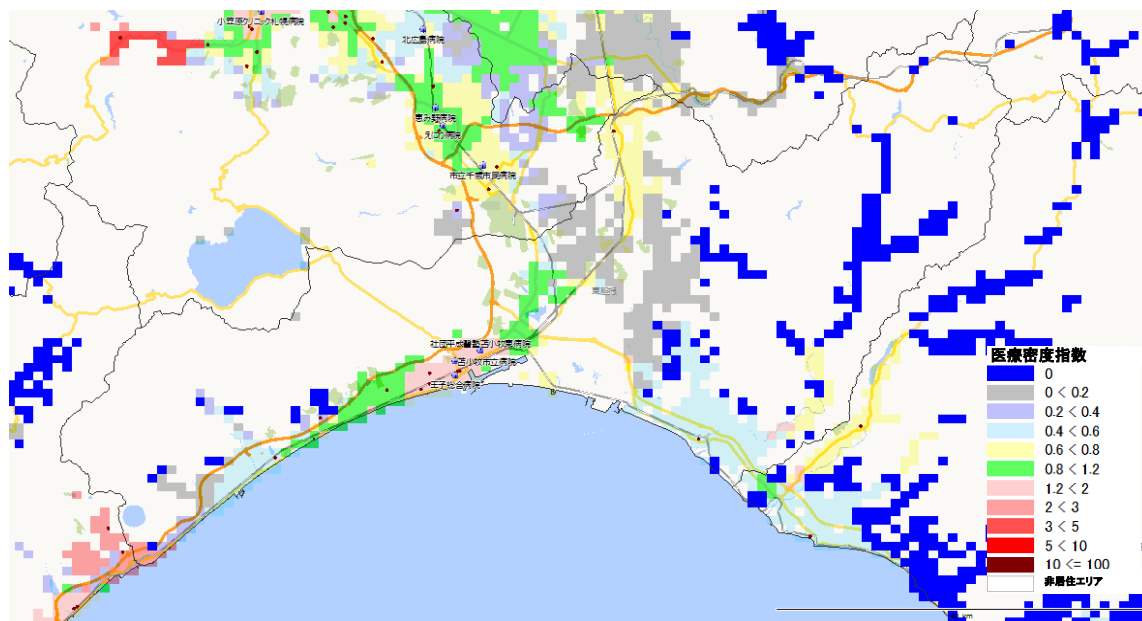 小笠原クリニック札幌病院
北広島病院
恵み野病院
えにわ病院
市立千歳市民病院
社団平成醫塾苫小牧東病院
苫小牧市立病院
王子総合病院
医療密度指数
0
0 < 0.2
0.2 < 0.4
0.4 < 0.6
0.6 < 0.8
0.8 < 1.2
1.2 < 2
2 < 3
3 < 5
5 < 10
10 <= 100
非居住エリア
km